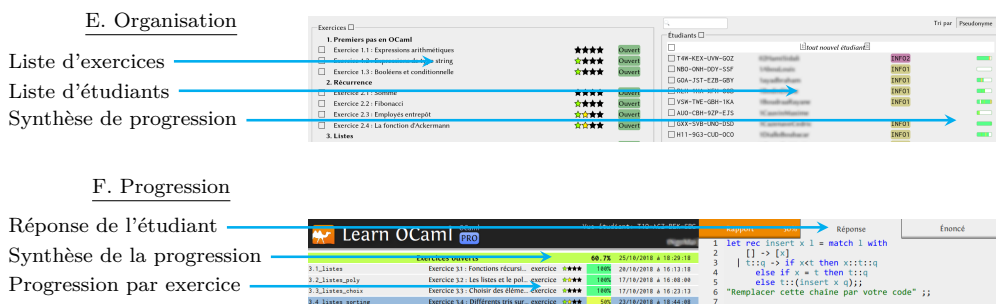 E. Organisation
Liste d'exercices
Liste d'étudiants
Synthèse de progression
Exercices
1. Premiers pas en OCaml
Exercice 1.1 : Expressions arithmétiques Ouvert
string Ouvert
Exercice 1.3 : Booléens et conditionnelle Ouvert
2. Récurrence
Exercice 2.1 : Somme Ouvert
Exercice 2.2 : Fibonacci Ouvert
Exercice 2.3 : Employés entrepôt Ouvert
Exercice 2.4 : La fonction d'Ackermann Ouvert
3. Listes
Tri par Pseudonyme
Étudiants
tout nouvel étudiant
T4W-KEX-UVW-GOZ INFO2
NBO-ONH-DDY-SSF INFO1
GOA-JST-EZB-GBY INFO1
INFO1
VSW-TWE-GBH-1KA INFO1
AUO-CBH-9ZP-EJS
GXX-SYB-UNO-DSD INFO1
H11-9G3-CUD-OCO INFO1
F. Progression
Réponse de l'étudiant
Synthèse de la progression
Progression par exercice
Learn OCaml OCaml PRO
Exercices ouverts 60.7% 25/01/2018 à 18:29:18
3.1_listes Exercice 3.1 : Fonctions récursi... exercice 100% 20/10/2018 à 16:13:18
3.2_listes_poly Exercice 3.2 : Les listes et le pol... exercice 100% 17/10/2018 à 16:08:00
3.3_listes_choix Exercice 3.3 : Choisir des éléme... exercice 100% 17/10/2018 à 16:23:13
3.4_listes_sorting Exercice 3.4 : Différents tris sur... exercice 50% 23/10/2018 à 18:44:08
Rapport 50% Réponse Énoncé
1 let rec insert x l = match l with
2 [] -> [x]
3 | t::q -> if x<t then x::t::q
4 else if x = t then t::q
5 else t::(insert x q);;
6 "Remplacer cette chaîne par votre code" ;;
7